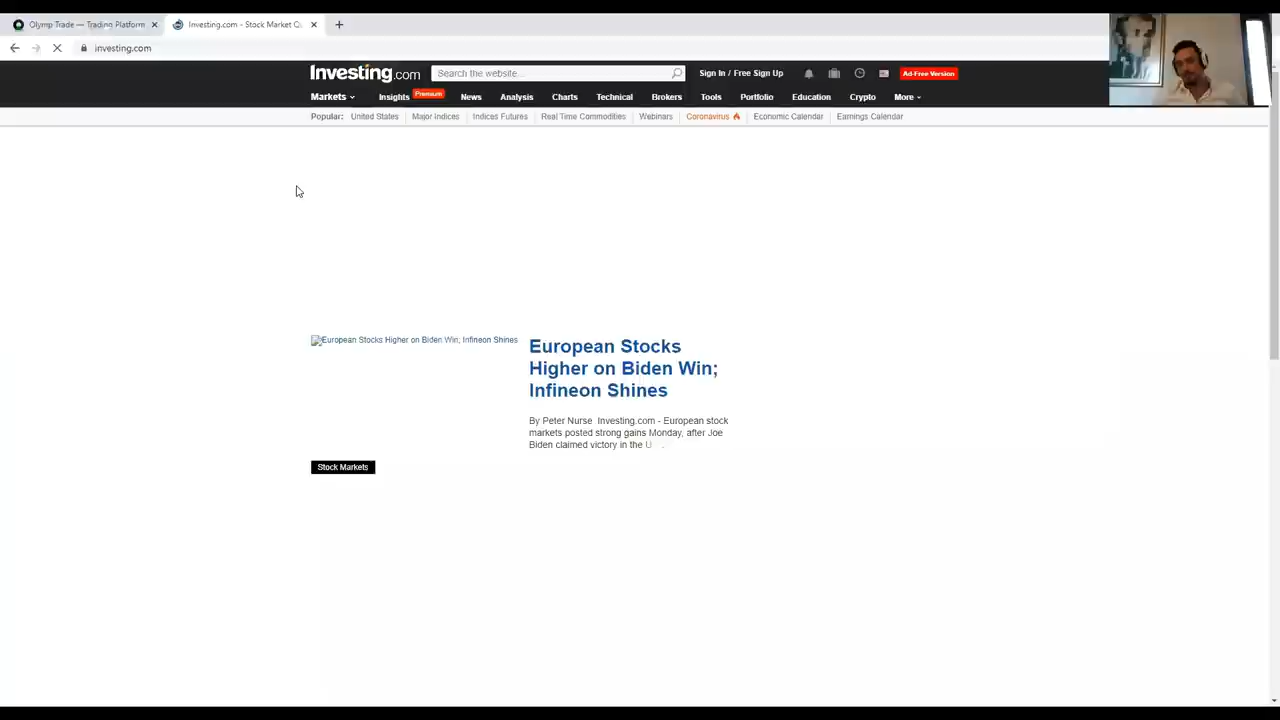 Olymp Trade — Trading Platform
Investing.com - Stock Market Q
investing.com
Investing.com
Search the website...
Sign In / Free Sign Up
Ad-Free Version
Markets Insights Premium News Analysis Charts Technical Brokers Tools Portfolio Education Crypto More
Popular: United States Major Indices Indices Futures Real Time Commodities Webinars Coronavirus Economic Calendar Earnings Calendar
European Stocks Higher on Biden Win; Infineon Shines
European Stocks
Higher on Biden Win;
Infineon Shines
By Peter Nurse Investing.com - European stock
markets posted strong gains Monday, after Joe
Biden claimed victory in the U
Stock Markets